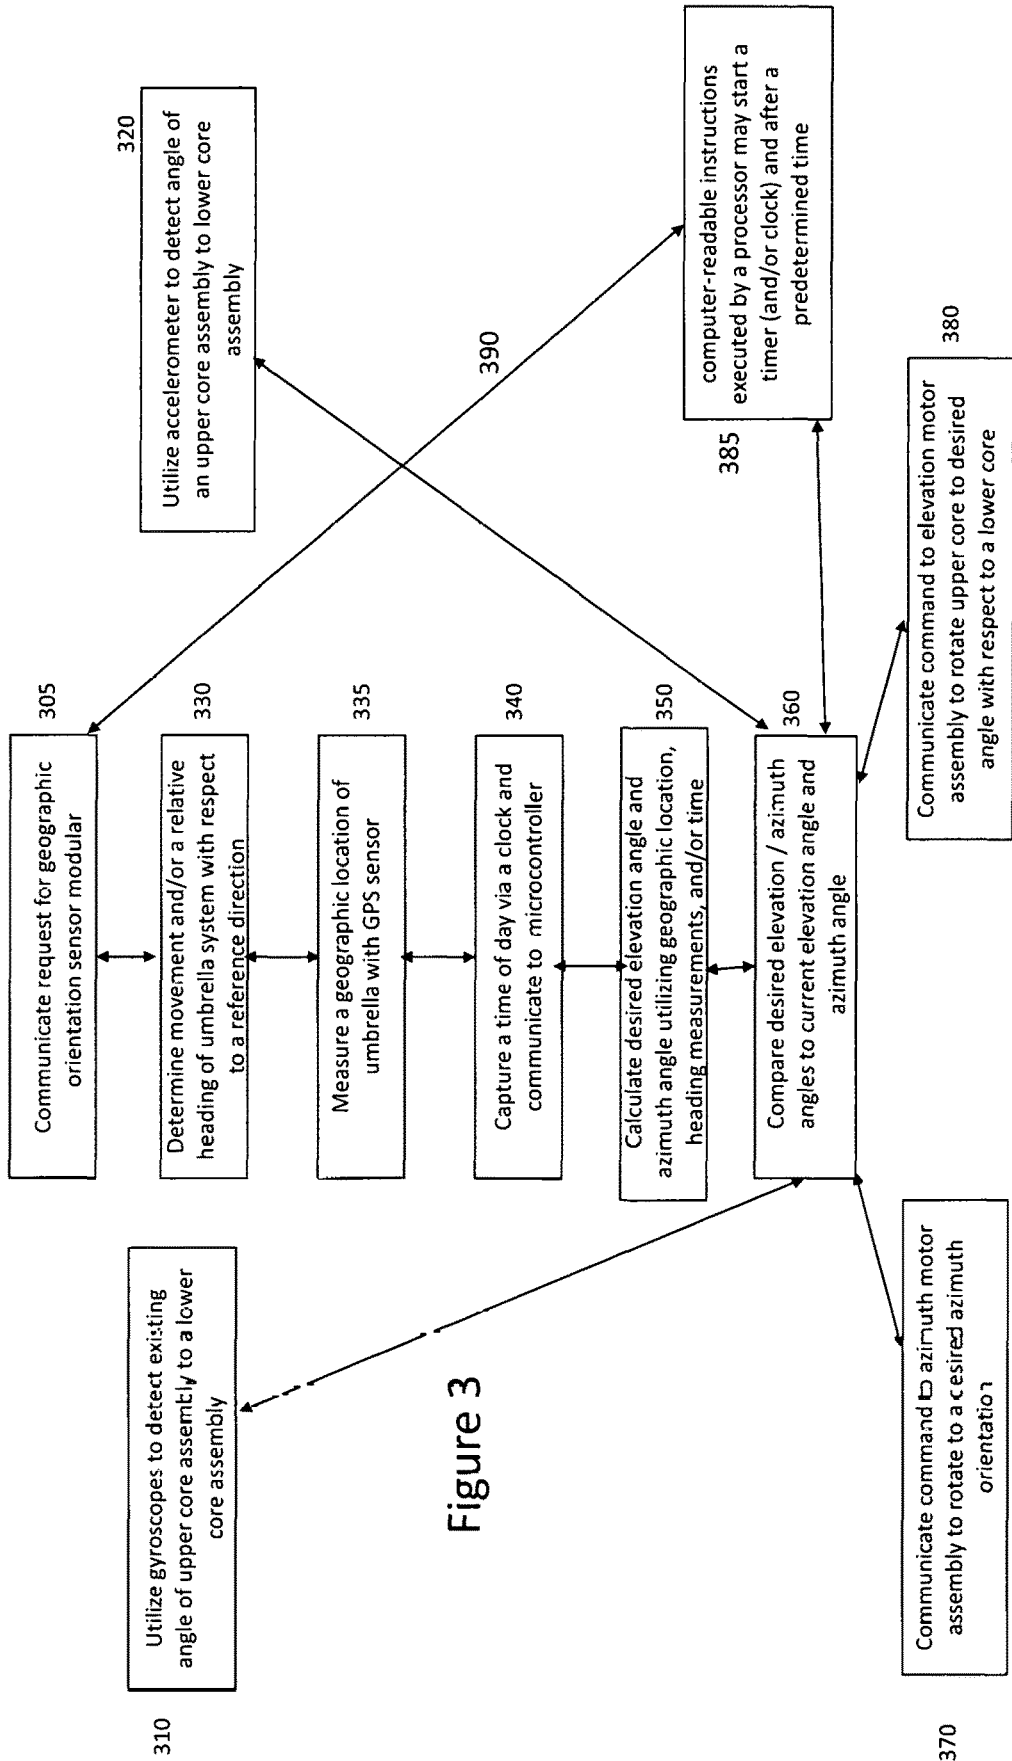 305
Communicate request for geographic
orientation sensor modular
330
Determine movement and/or a relative
heading of umbrella system with respect
to a reference direction
335
Measure a geographic location of
umbrella with GPS sensor
340
Capture a time of day via a clock and
communicate to microcontroller
350
Calculate desired elevation angle and
azimuth angle utilizing geographic location,
heading measurements, and/or time
360
Compare desired elevation / azimuth
angles to current elevation angle and
azimuth angle
310
Utilize gyroscopes to detect existing
angle of upper core assembly to a lower
core assembly
320
Utilize accelerometer to detect angle of
an upper core assembly to lower core
assembly
390
385
computer-readable instructions
executed by a processor may start a
timer (and/or clock) and after a
predetermined time
370
Communicate command to azimuth motor
assembly to rotate to a desired azimuth
orientation
380
Communicate command to elevation motor
assembly to rotate upper core to desired
angle with respect to a lower core
Figure 3